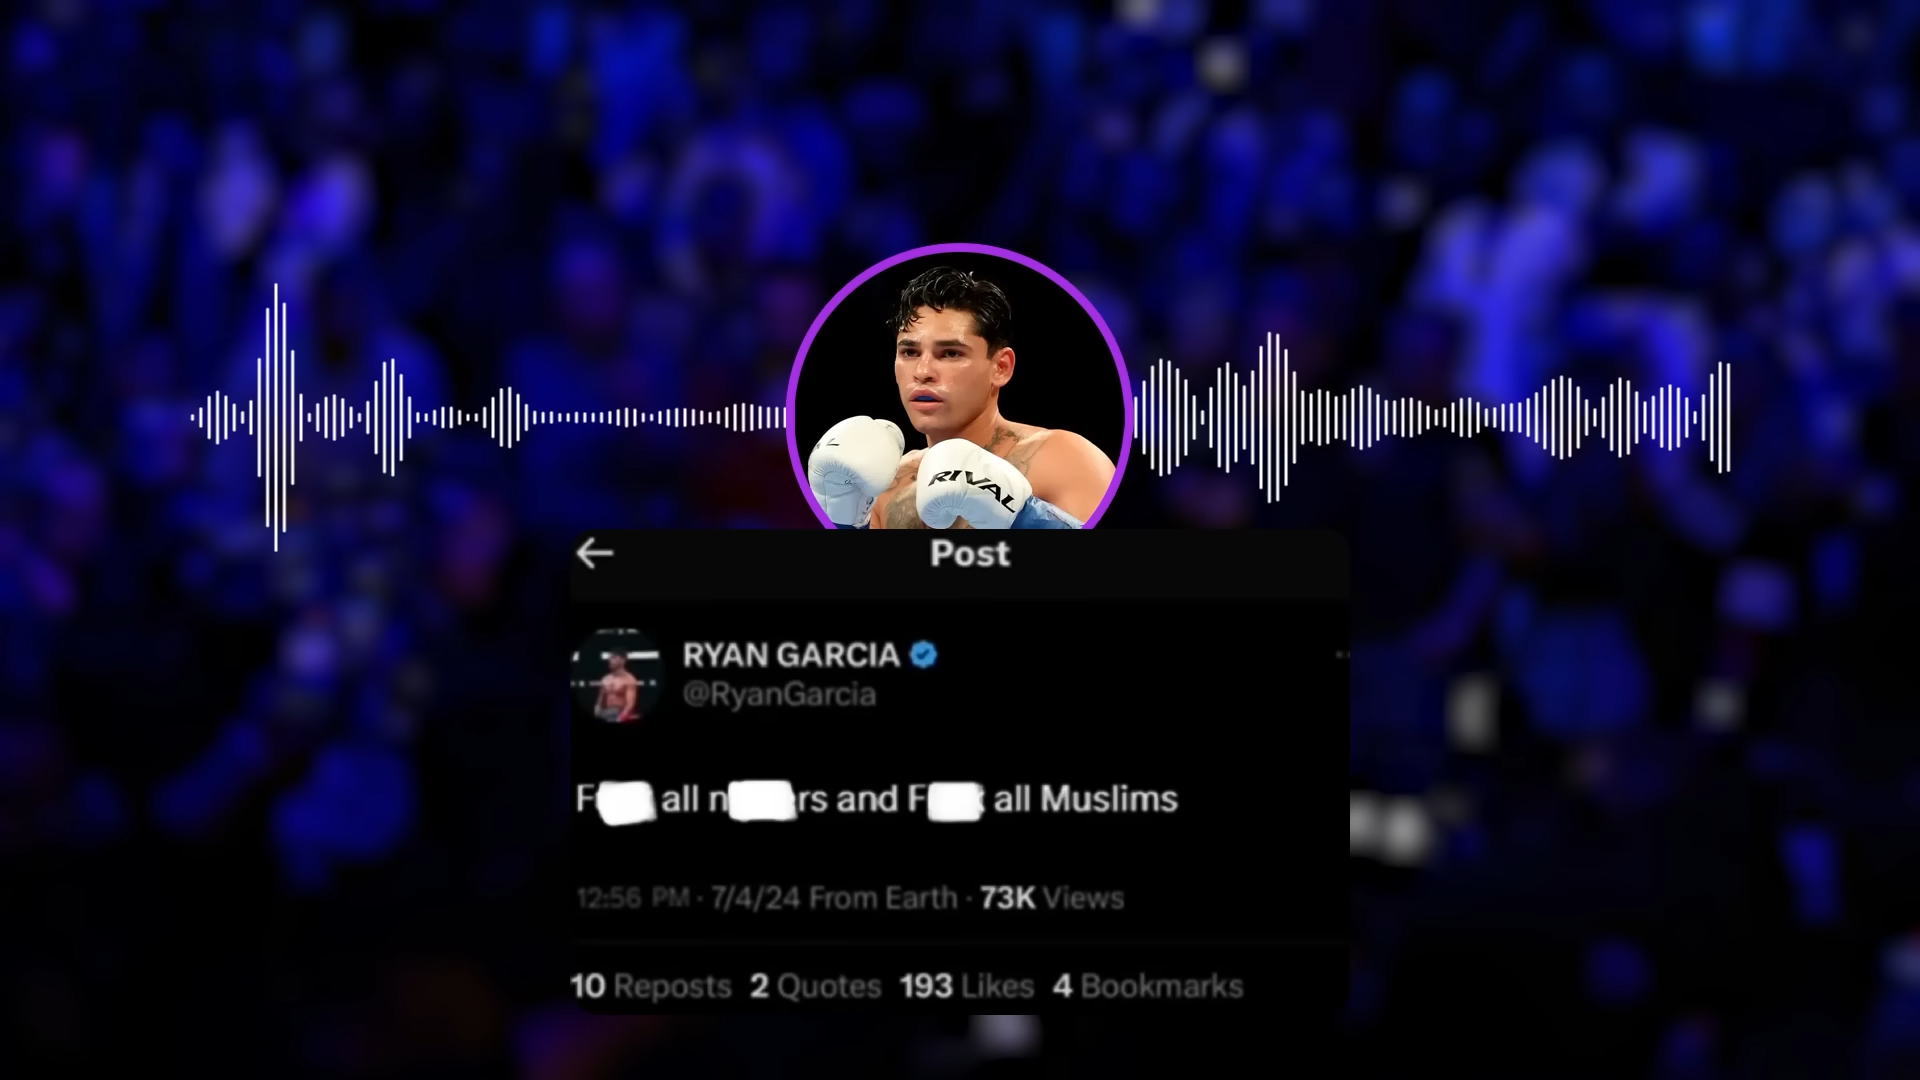 RIVAL
Post
RYAN GARCIA
@RyanGarcia
F all n rs and F all Muslims
12:56 PM · 7/4/24 From Earth · 73K Views
10 Reposts 2 Quotes 193 Likes 4 Bookmarks